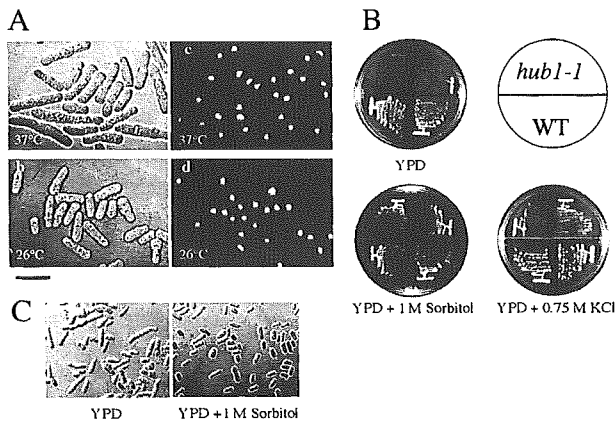 A
B
c
37°C
37°C
b
d
26°C
26°C
hub1-1
WT
YPD
YPD + 1 M Sorbitol
YPD + 0.75 M KCl
C
YPD
YPD + 1 M Sorbitol